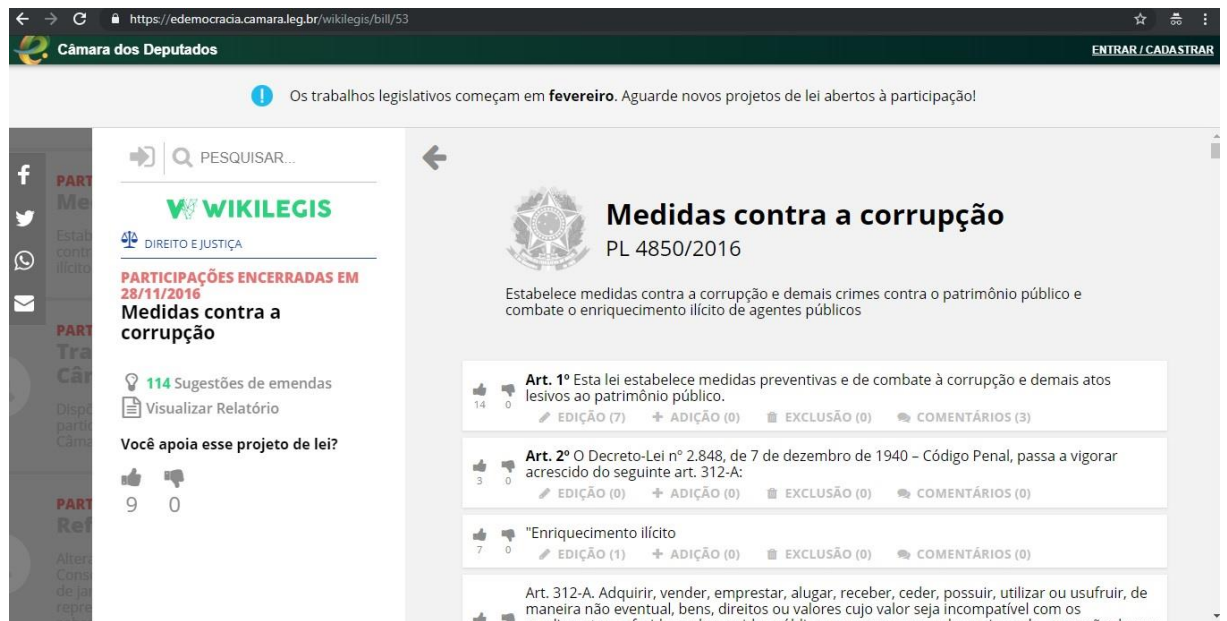 https://edemocracia.camara.leg.br/wikilegis/bill/53
Câmara dos Deputados
ENTRAR / CADASTRAR
Os trabalhos legislativos começam em fevereiro. Aguarde novos projetos de lei abertos à participação!
PESQUISAR...
WIKILEGIS
DIREITO E JUSTIÇA
PARTICIPAÇÕES ENCERRADAS EM
28/11/2016
Medidas contra a
corrupção
114 Sugestões de emendas
Visualizar Relatório
Você apoia esse projeto de lei?
9 0
Medidas contra a corrupção
PL 4850/2016
Estabelece medidas contra a corrupção e demais crimes contra o patrimônio público e
combate o enriquecimento ilícito de agentes públicos
Art. 1º Esta lei estabelece medidas preventivas e de combate à corrupção e demais atos
lesivos ao patrimônio público.
14 0
EDIÇÃO (7) ADIÇÃO (0) EXCLUSÃO (0) COMENTÁRIOS (3)
Art. 2º O Decreto-Lei nº 2.848, de 7 de dezembro de 1940 – Código Penal, passa a vigorar
acrescido do seguinte art. 312-A:
3 0
EDIÇÃO (0) ADIÇÃO (0) EXCLUSÃO (0) COMENTÁRIOS (0)
"Enriquecimento ilícito
7 0
EDIÇÃO (1) ADIÇÃO (0) EXCLUSÃO (0) COMENTÁRIOS (0)
Art. 312-A. Adquirir, vender, emprestar, alugar, receber, ceder, possuir, utilizar ou usufruir, de
maneira não eventual, bens, direitos ou valores cujo valor seja incompatível com os